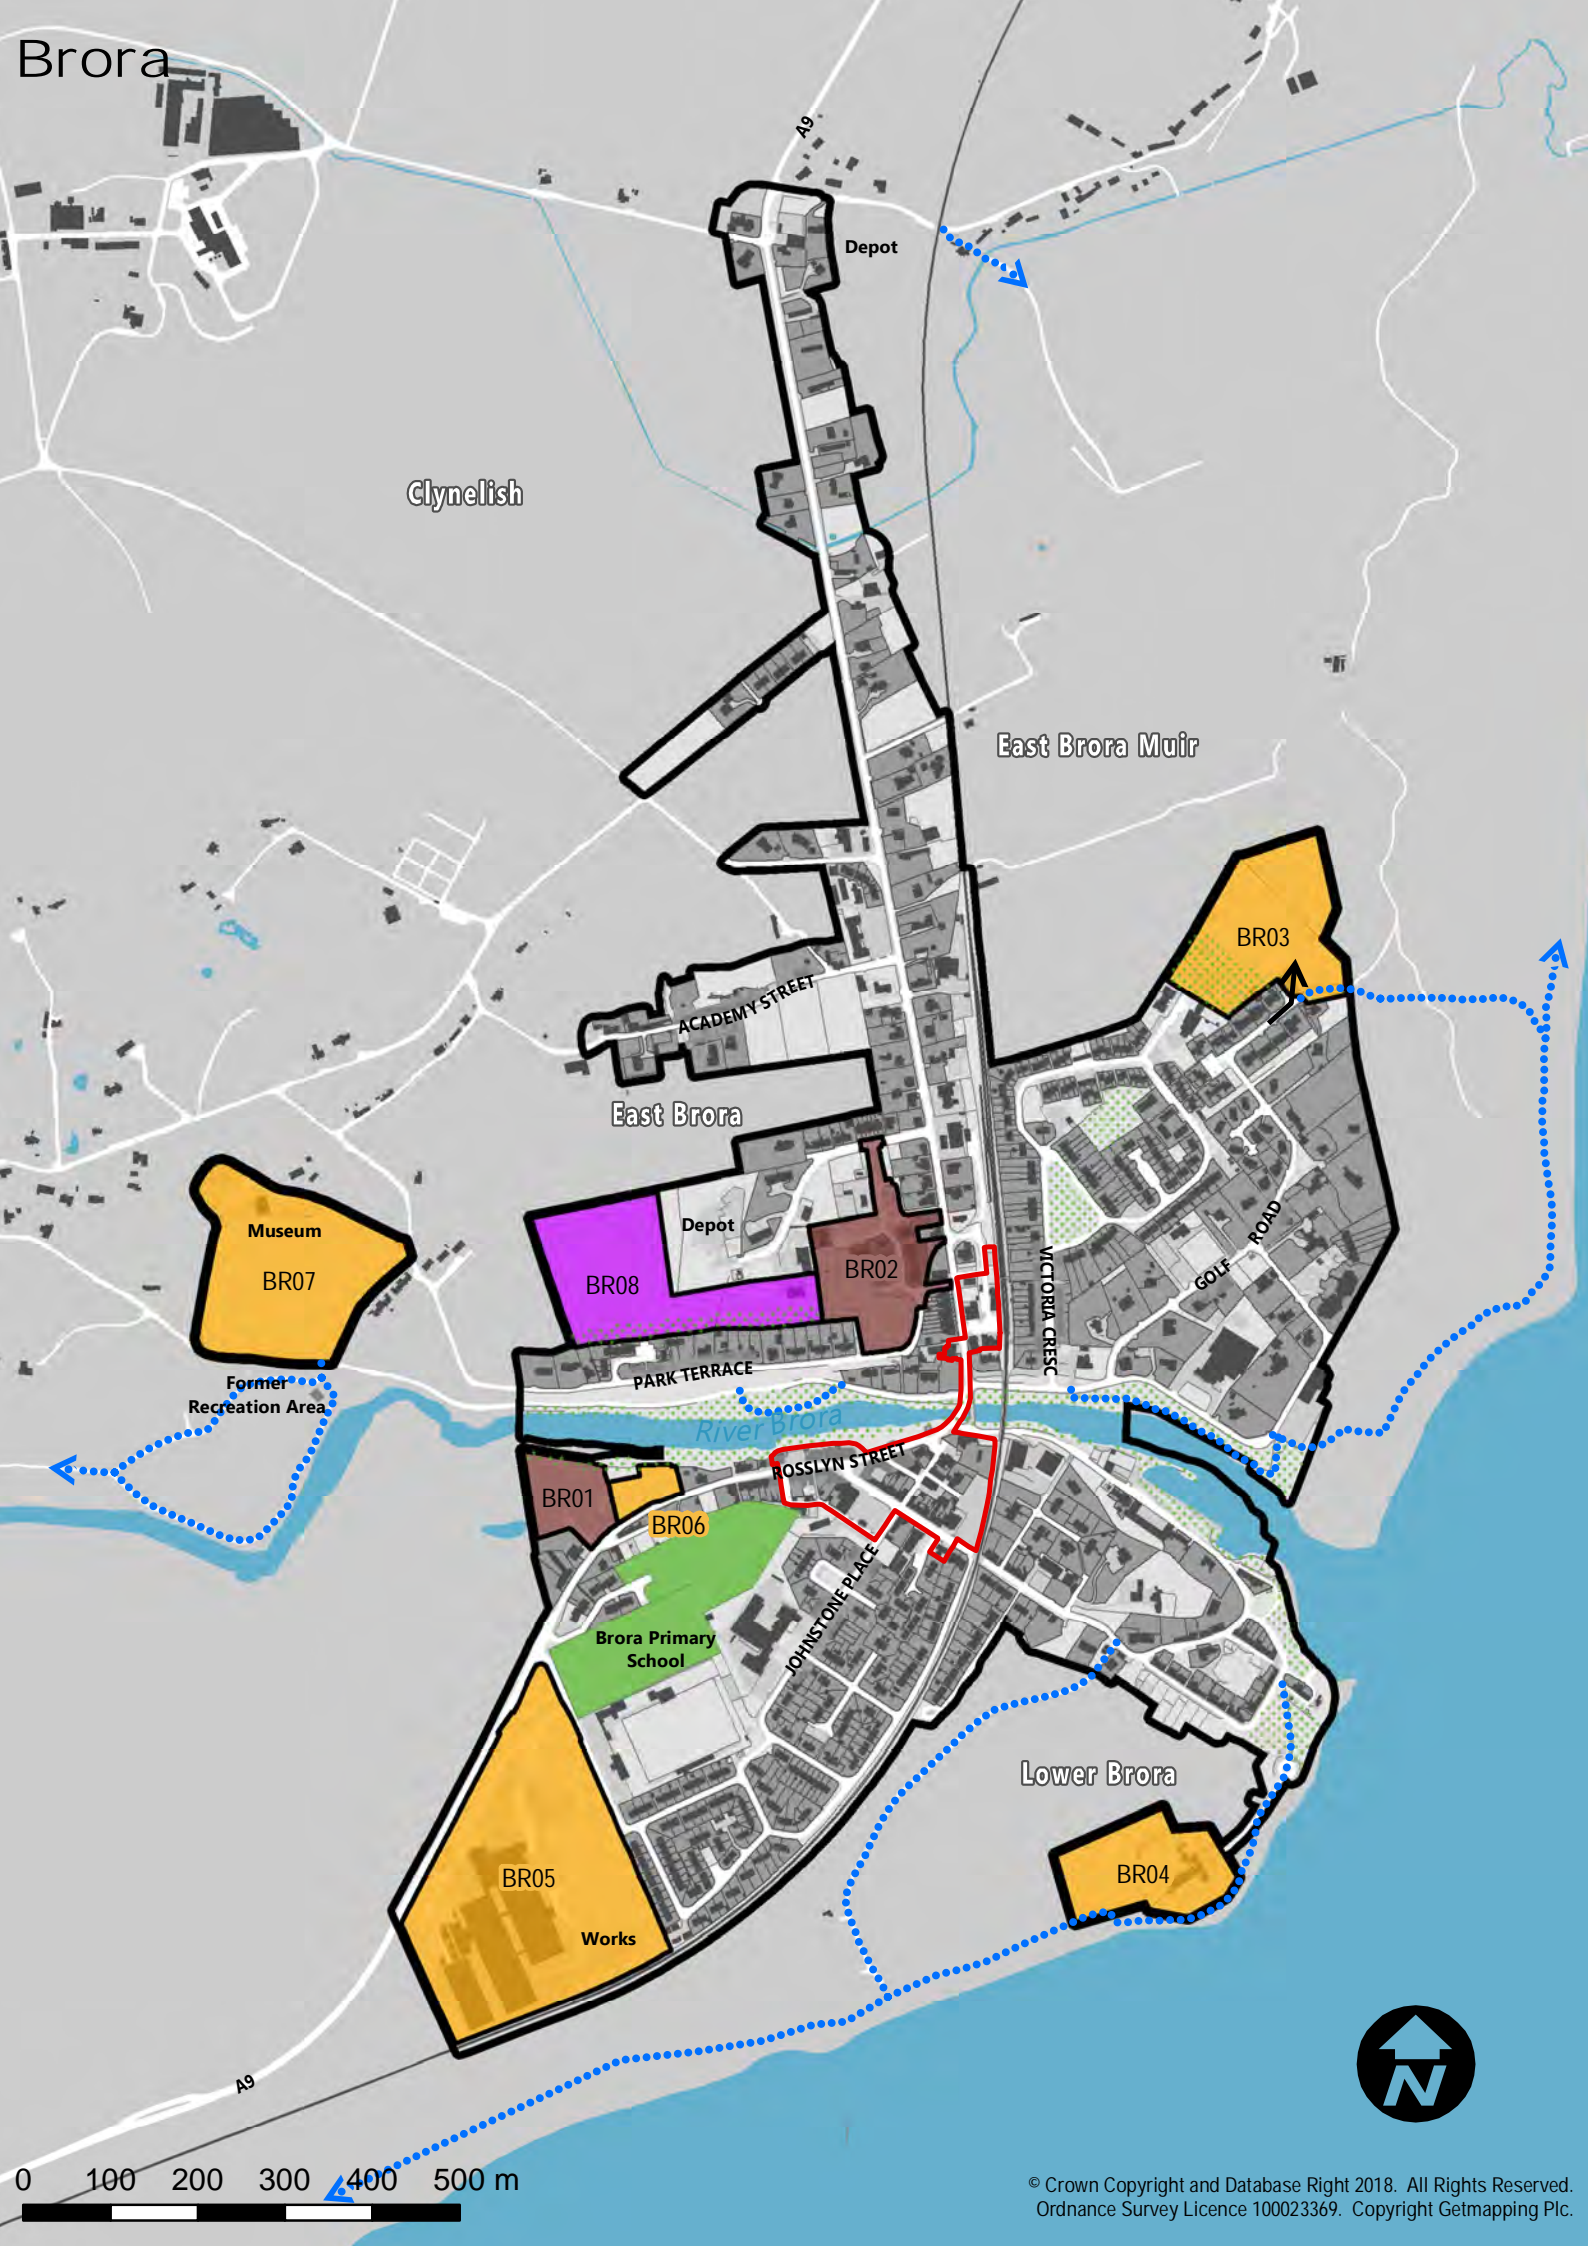 Brora
A9
Depot
Clynelish
East Brora Muir
BR03
ACADEMY STREET
East Brora
Museum
BR07
Depot
BR08
BR02
VICTORIA CRESC
GOLF ROAD
PARK TERRACE
Former
Recreation Area
River Brora
ROSSLYN STREET
BR01
BR06
JOHNSTONE PLACE
Brora Primary
School
Lower Brora
BR04
BR05
Works
N
A9
0 100 200 300 400 500 m
© Crown Copyright and Database Right 2018. All Rights Reserved.
Ordnance Survey Licence 100023369. Copyright Getmapping Plc.